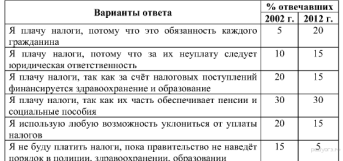 Варианты ответа
% отвечавших
2002 г.
2012 г.
Я плачу налоги, потому что это обязанность каждого
гражданина
5
20
Я плачу налоги, потому что за их неуплату следует
юридическая ответственность
10
15
Я плачу налоги, так как за счёт налоговых поступлений
финансируется здравоохранение и образование
20
15
Я плачу налоги, так как их часть обеспечивает пенсии и
социальные пособия
30
30
Я использую любую возможность уклониться от уплаты
налогов
20
15
Я не буду платить налоги, пока правительство не наведёт
порядок в полиции, здравоохранении, образовании
15
5